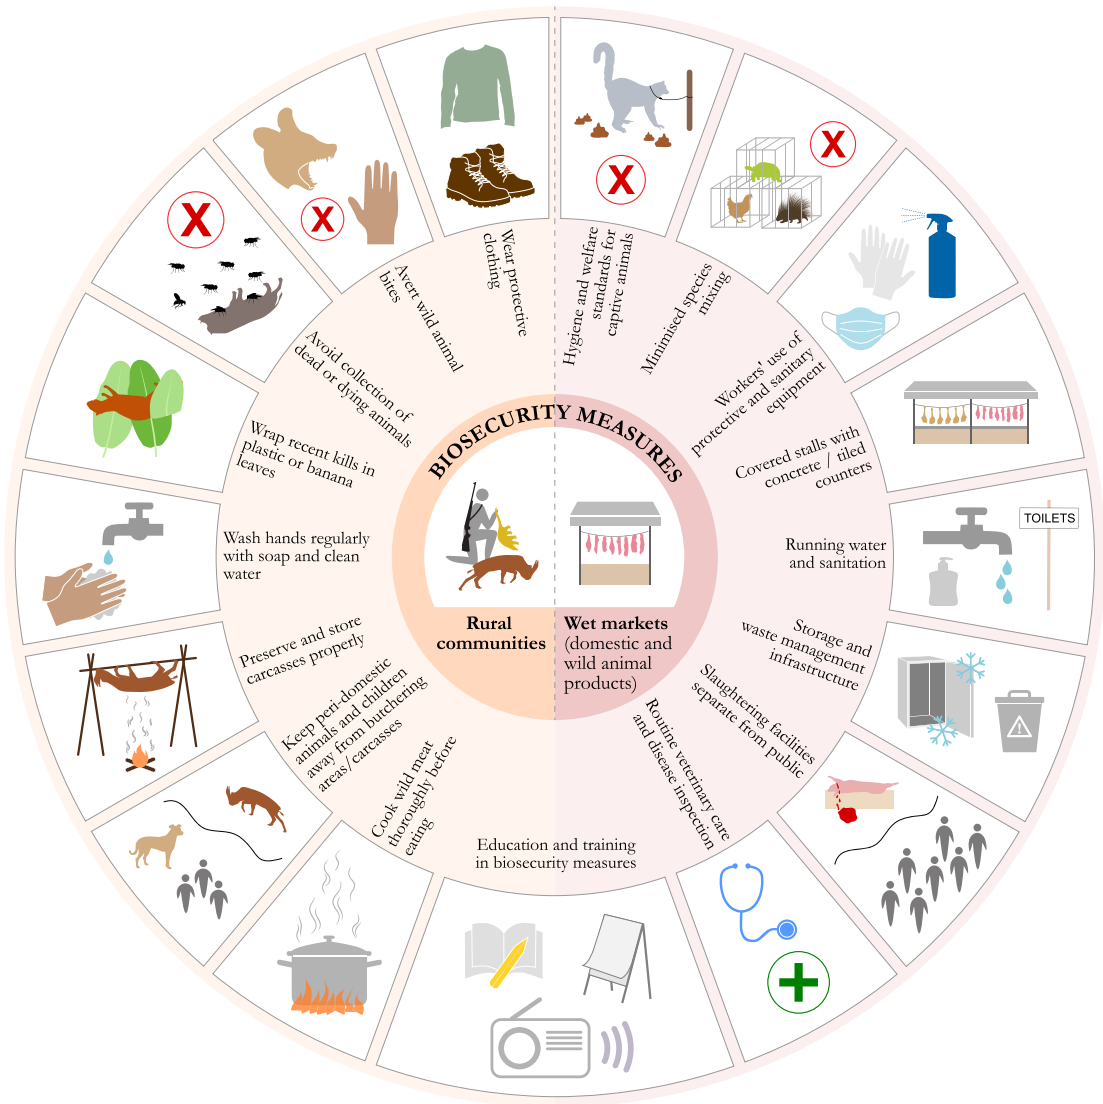 BIOSECURITY MEASURES
Rural
communities
Wet markets
(domestic and
wild animal
products)
X
Hygiene and welfare
standards for
captive animals
X
Minimised species
mixing
Workers' use of
protective and sanitary
equipment
Covered stalls with
concrete / tiled
counters
TOILETS
Running water
and sanitation
Storage and
waste management
infrastructure
Slaughtering facilities
separate from public
Routine veterinary care
and disease inspection
Education and training
in biosecurity measures
Cook wild meat
thoroughly before
eating
Keep peri-domestic
animals and children
away from butchering
areas/carcasses
Preserve and store
carcasses properly
Wash hands regularly
with soap and clean
water
Wrap recent kills in
plastic or banana
leaves
X
Avoid collection of
dead or dying animals
X
Avert wild animal
bites
Wear protective
clothing